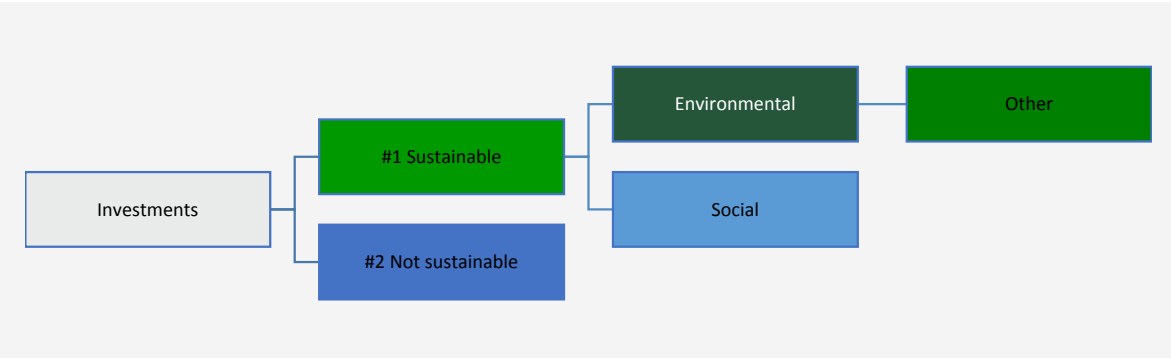 Investments
#1 Sustainable
#2 Not sustainable
Environmental
Social
Other